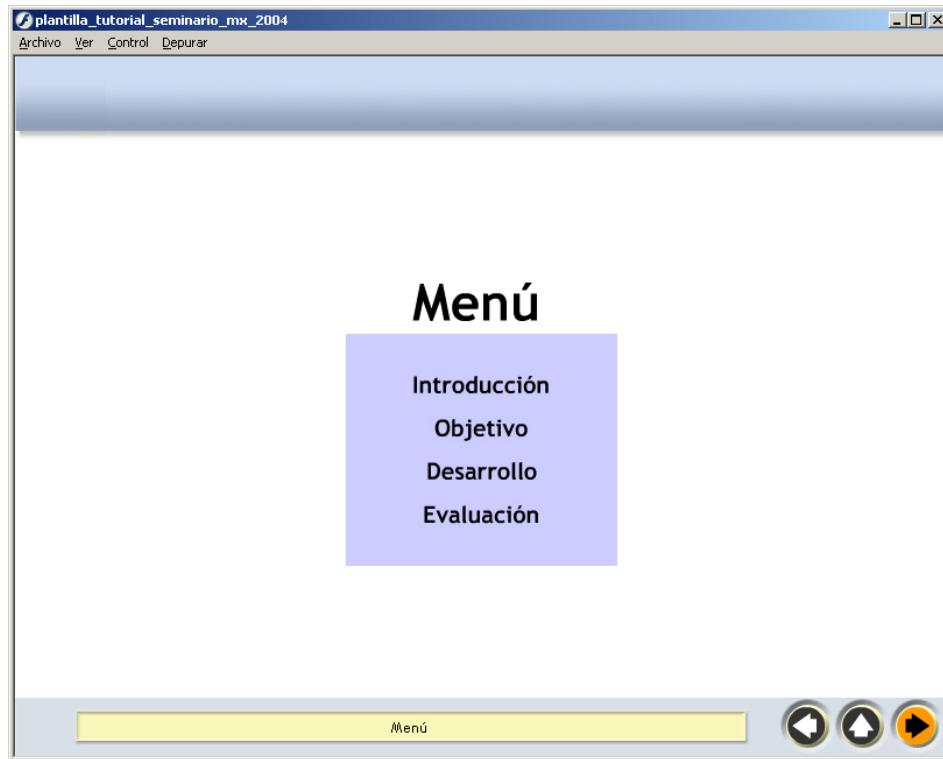 plantilla_tutorial_seminario_mx_2004
Archivo Ver Control Depurar
Menú
Introducción
Objetivo
Desarrollo
Evaluación
Menú